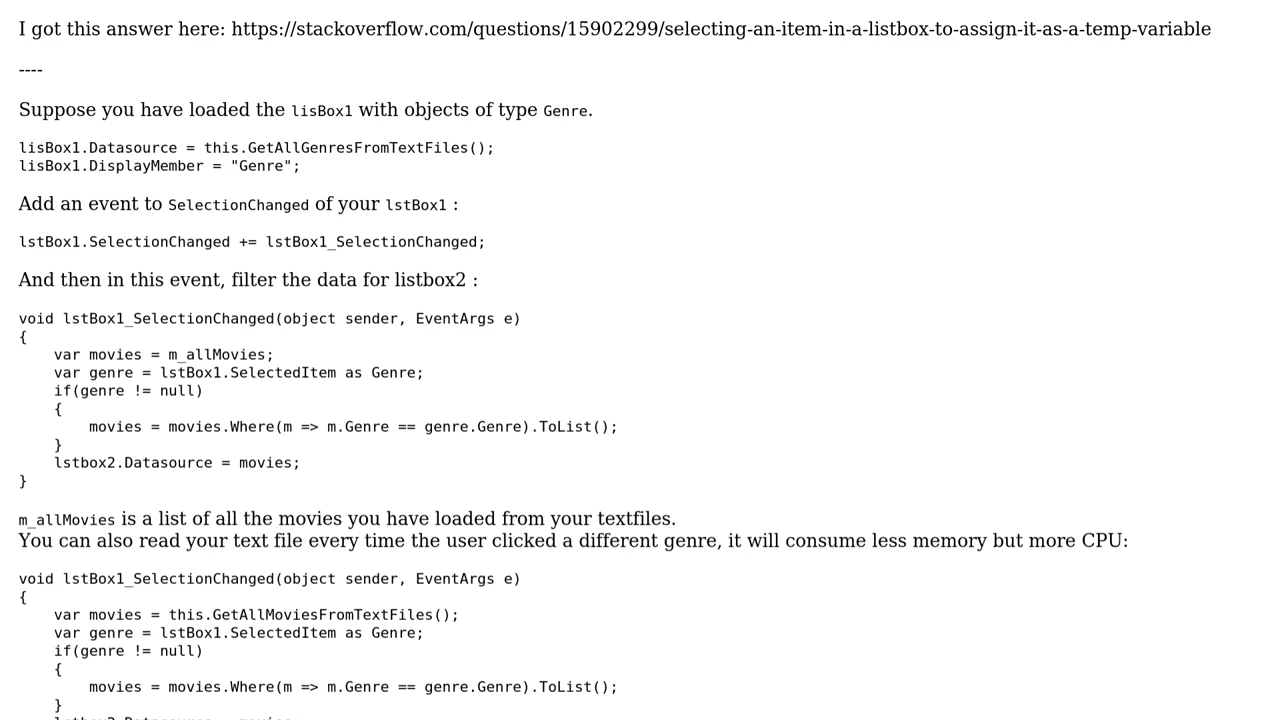 I got this answer here: https://stackoverflow.com/questions/15902299/selecting-an-item-in-a-listbox-to-assign-it-as-a-temp-variable
----
Suppose you have loaded the lisBox1 with objects of type Genre.
lisBox1.Datasource = this.GetAllGenresFromTextFiles();
lisBox1.DisplayMember = "Genre";
Add an event to SelectionChanged of your lstBox1 :
lstBox1.SelectionChanged += lstBox1_SelectionChanged;
And then in this event, filter the data for listbox2 :
void lstBox1_SelectionChanged(object sender, EventArgs e)
{
    var movies = m_allMovies;
    var genre = lstBox1.SelectedItem as Genre;
    if(genre != null)
    {
        movies = movies.Where(m => m.Genre == genre.Genre).ToList();
    }
    lstbox2.Datasource = movies;
}
m_allMovies is a list of all the movies you have loaded from your textfiles.
You can also read your text file every time the user clicked a different genre, it will consume less memory but more CPU:
void lstBox1_SelectionChanged(object sender, EventArgs e)
{
    var movies = this.GetAllMoviesFromTextFiles();
    var genre = lstBox1.SelectedItem as Genre;
    if(genre != null)
    {
        movies = movies.Where(m => m.Genre == genre.Genre).ToList();
    }